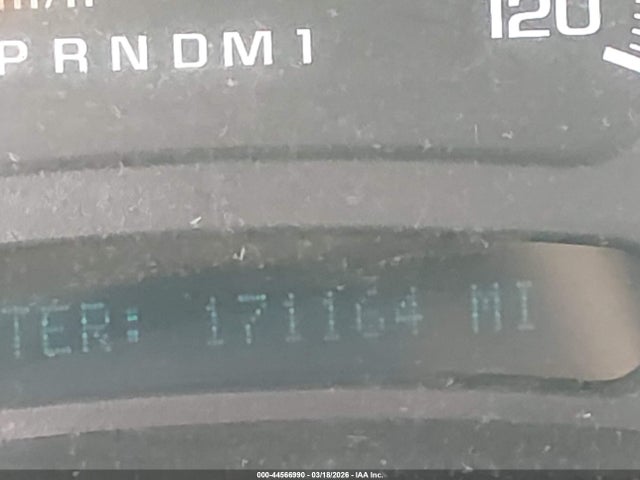 120
PRNDM1
TER: 171164 MI
000-44566990 - 03/18/2026 - IAA Inc.